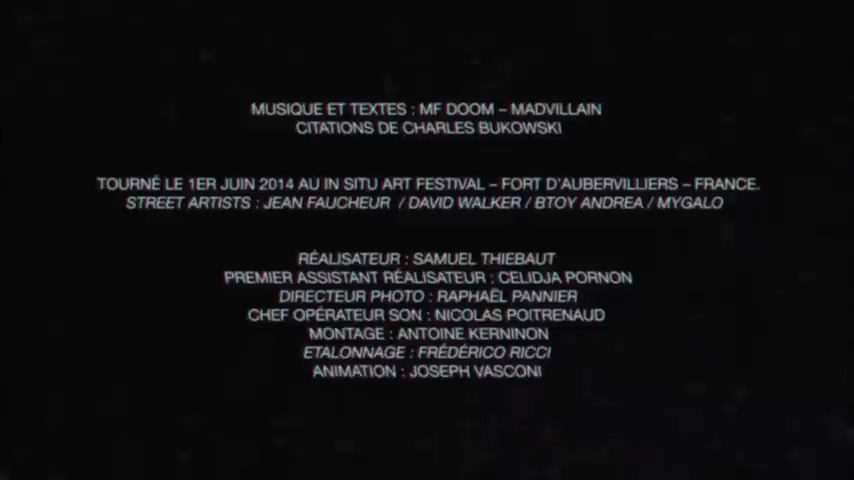 MUSIQUE ET TEXTES : MF DOOM – MADVILLAIN
CITATIONS DE CHARLES BUKOWSKI
TOURNÉ LE 1ER JUIN 2014 AU IN SITU ART FESTIVAL – FORT D'AUBERVILLIERS – FRANCE.
STREET ARTISTS : JEAN FAUCHEUR / DAVID WALKER / BTOY ANDREA / MYGALO
RÉALISATEUR : SAMUEL THIEBAUT
PREMIER ASSISTANT RÉALISATEUR : CELIDJA PORNON
DIRECTEUR PHOTO : RAPHAËL PANNIER
CHEF OPÉRATEUR SON : NICOLAS POITRENAUD
MONTAGE : ANTOINE KERNINON
ETALONNAGE : FRÉDÉRICO RICCI
ANIMATION : JOSEPH VASCONI